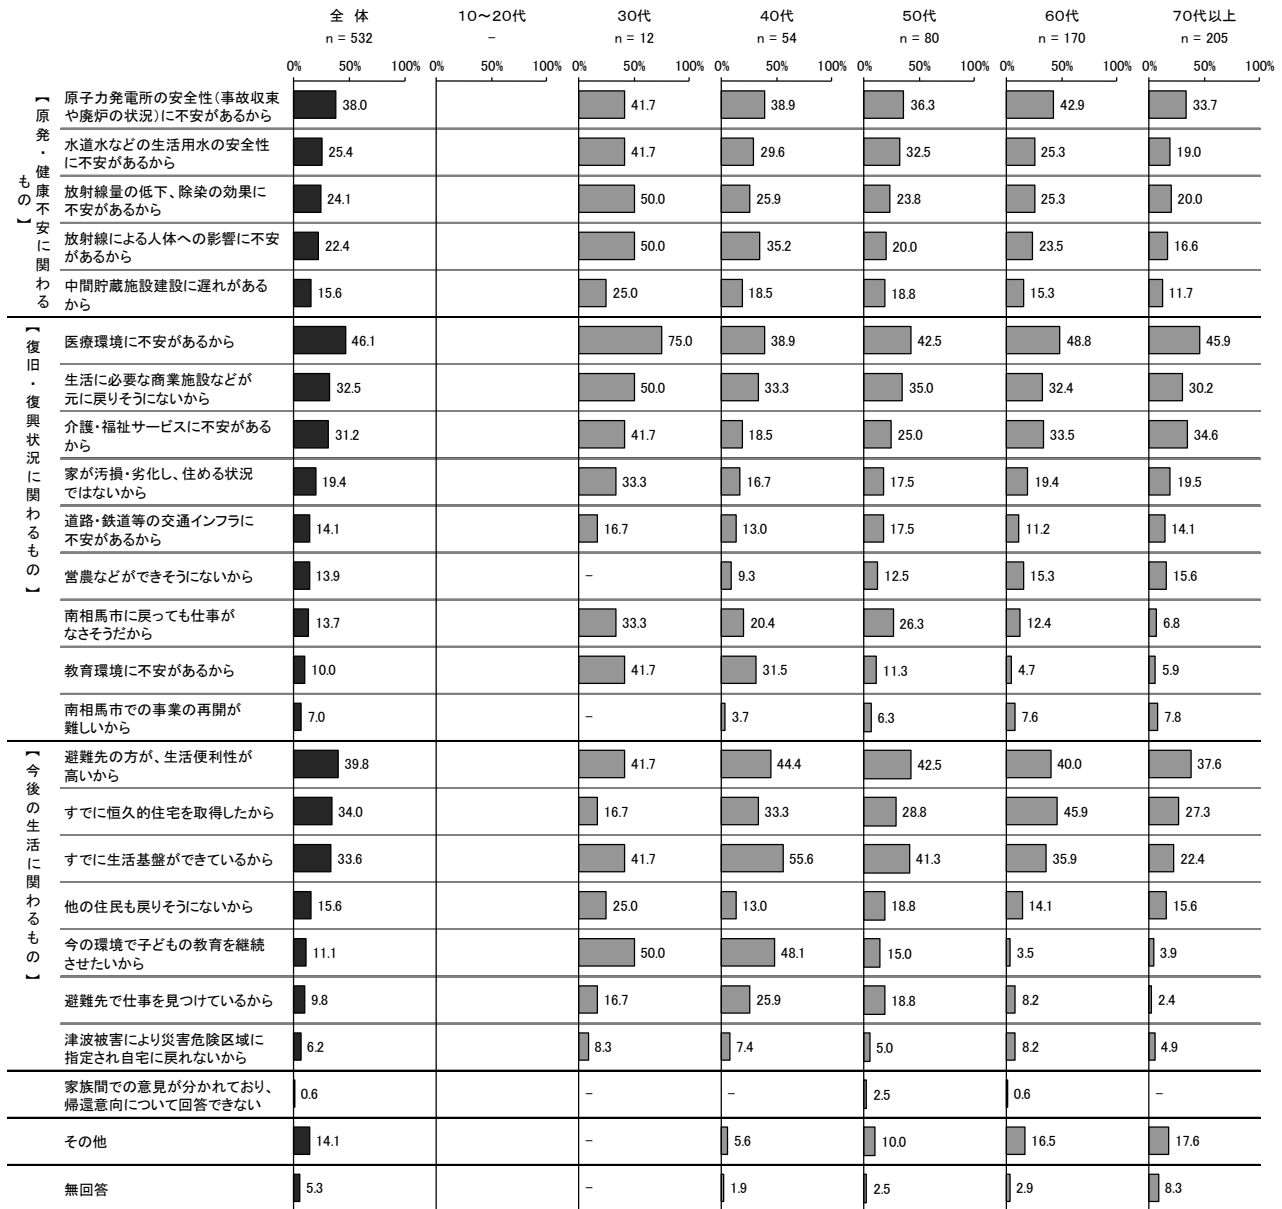 全 体 10～20代 30代 40代 50代 60代 70代以上
n = 532 － n = 12 n = 54 n = 80 n = 170 n = 205
0% 50% 100% 0% 50% 100% 0% 50% 100% 0% 50% 100% 0% 50% 100% 0% 50% 100% 0% 50% 100%
【原発・健康不安に関わる
もの】
原子力発電所の安全性（事故収束
や廃炉の状況）に不安があるから
38.0 41.7 38.9 36.3 42.9 33.7
水道水などの生活用水の安全性
に不安があるから
25.4 41.7 29.6 32.5 25.3 19.0
放射線量の低下、除染の効果に
不安があるから
24.1 50.0 25.9 23.8 25.3 20.0
放射線による人体への影響に不安
があるから
22.4 50.0 35.2 20.0 23.5 16.6
中間貯蔵施設建設に遅れがある
から
15.6 25.0 18.5 18.8 15.3 11.7
【復旧・復興状況に関わるもの】
医療環境に不安があるから
46.1 75.0 38.9 42.5 48.8 45.9
生活に必要な商業施設などが
元に戻りそうにないから
32.5 50.0 33.3 35.0 32.4 30.2
介護・福祉サービスに不安がある
から
31.2 41.7 18.5 25.0 33.5 34.6
家が汚損・劣化し、住める状況
ではないから
19.4 33.3 16.7 17.5 19.4 19.5
道路・鉄道等の交通インフラに
不安があるから
14.1 16.7 13.0 17.5 11.2 14.1
営農などができそうにないから
13.9 － 9.3 12.5 15.3 15.6
南相馬市に戻っても仕事が
なさそうだから
13.7 33.3 20.4 26.3 12.4 6.8
教育環境に不安があるから
10.0 41.7 31.5 11.3 4.7 5.9
南相馬市での事業の再開が
難しいから
7.0 － 3.7 6.3 7.6 7.8
【今後の生活に関わるもの】
避難先の方が、生活便利性が
高いから
39.8 41.7 44.4 42.5 40.0 37.6
すでに恒久的住宅を取得したから
34.0 16.7 33.3 28.8 45.9 27.3
すでに生活基盤ができているから
33.6 41.7 55.6 41.3 35.9 22.4
他の住民も戻りそうにないから
15.6 25.0 13.0 18.8 14.1 15.6
今の環境で子どもの教育を継続
させたいから
11.1 50.0 48.1 15.0 3.5 3.9
避難先で仕事を見つけているから
9.8 16.7 25.9 18.8 8.2 2.4
津波被害により災害危険区域に
指定され自宅に戻れないから
6.2 8.3 7.4 5.0 8.2 4.9
家族間での意見が分かれており、
帰還意向について回答できない
0.6 － － 2.5 0.6 －
その他
14.1 － 5.6 10.0 16.5 17.6
無回答
5.3 － 1.9 2.5 2.9 8.3